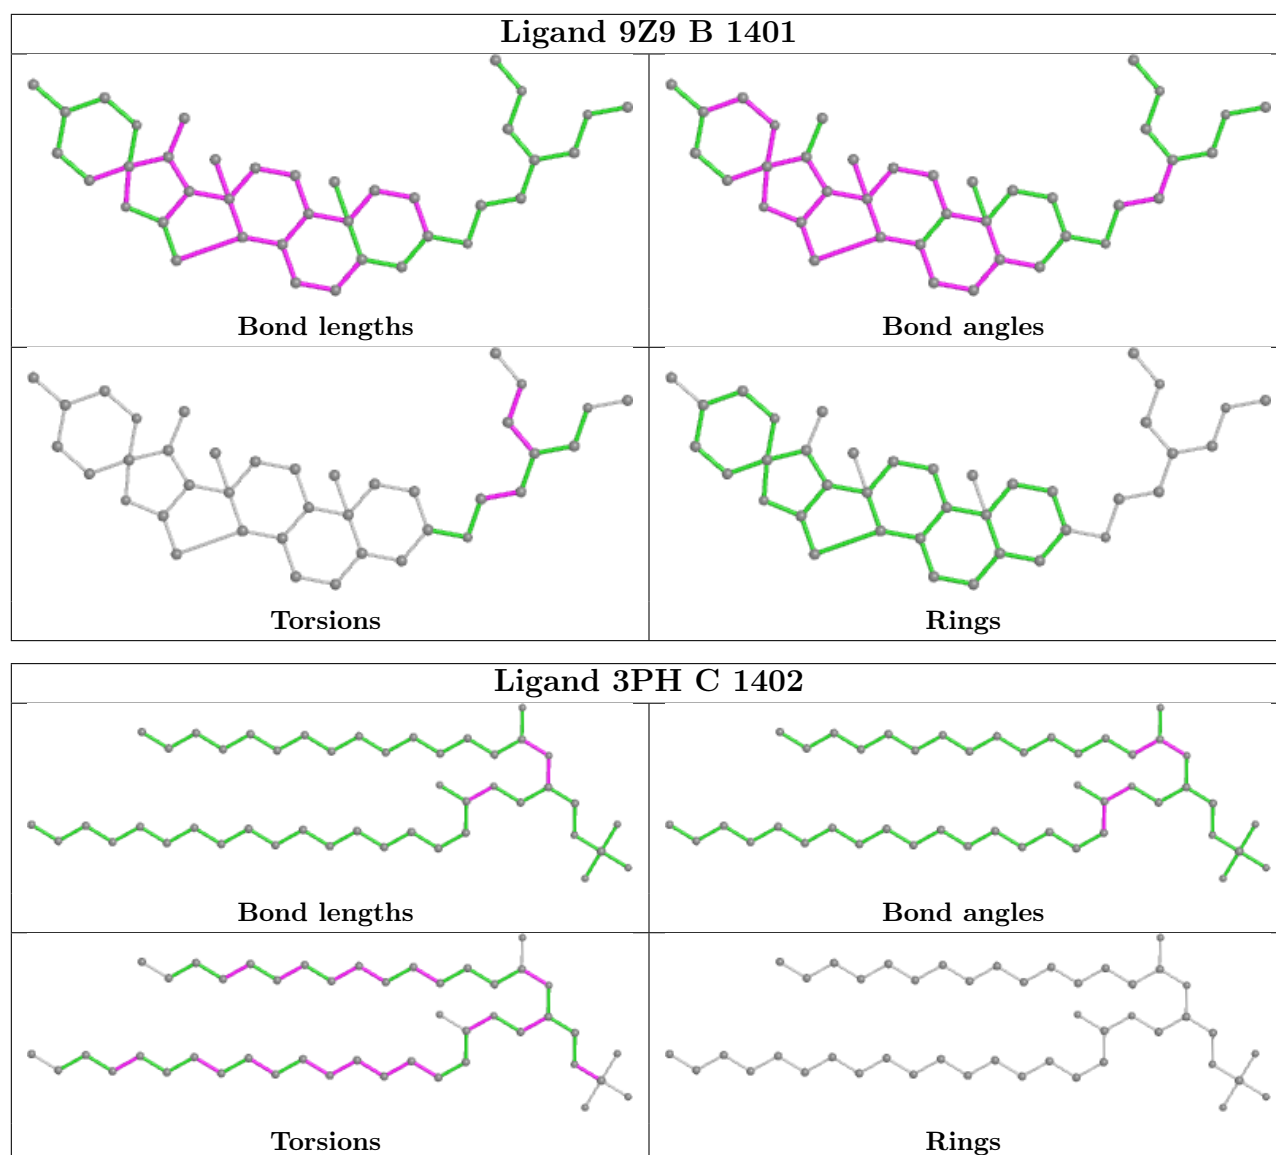 Ligand 9Z9 B 1401
Bond lengths
Bond angles
Torsions
Rings
Ligand 3PH C 1402
Bond lengths
Bond angles
Torsions
Rings